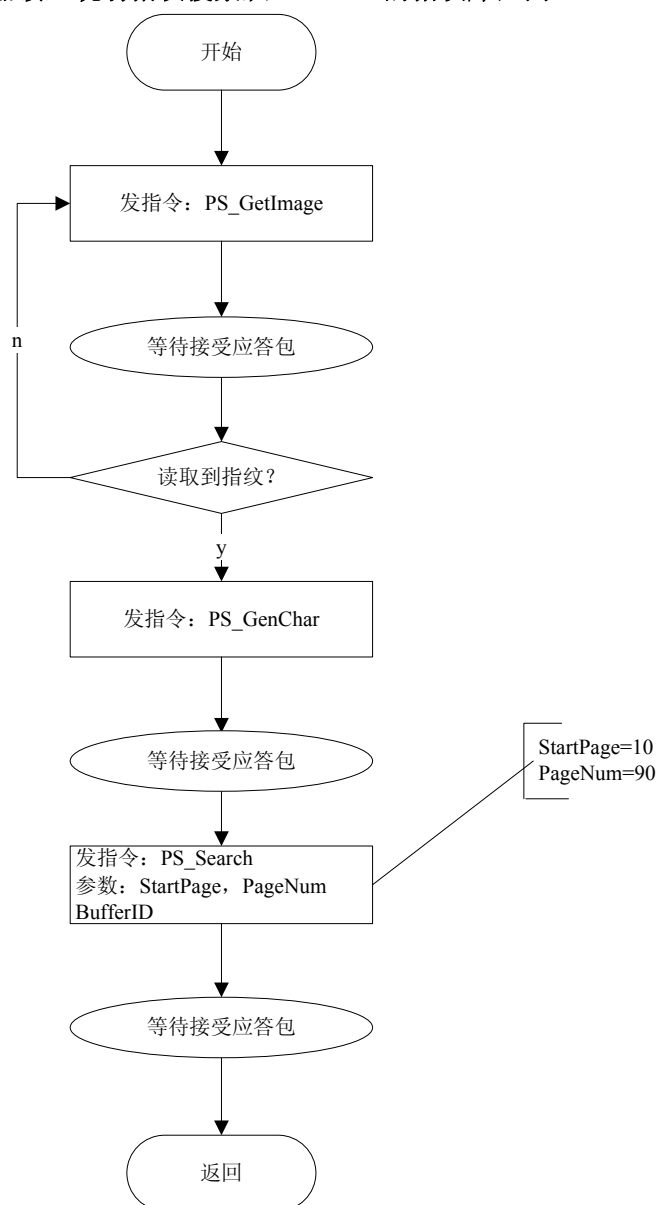 开始
发指令：PS_GetImage
n
等待接受应答包
读取到指纹？
y
发指令：PS_GenChar
等待接受应答包
StartPage=10
PageNum=90
发指令：PS_Search
参数：StartPage，PageNum
BufferID
等待接受应答包
返回